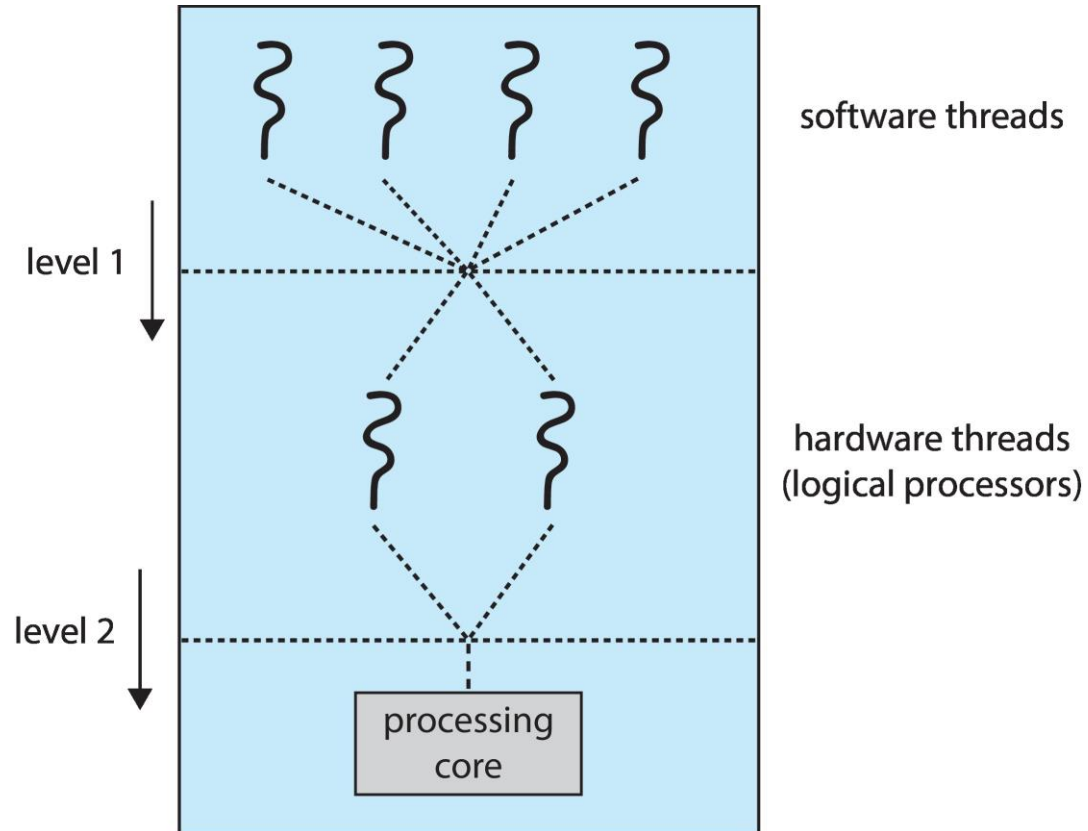 software threads
level 1
hardware threads
(logical processors)
level 2
processing
core